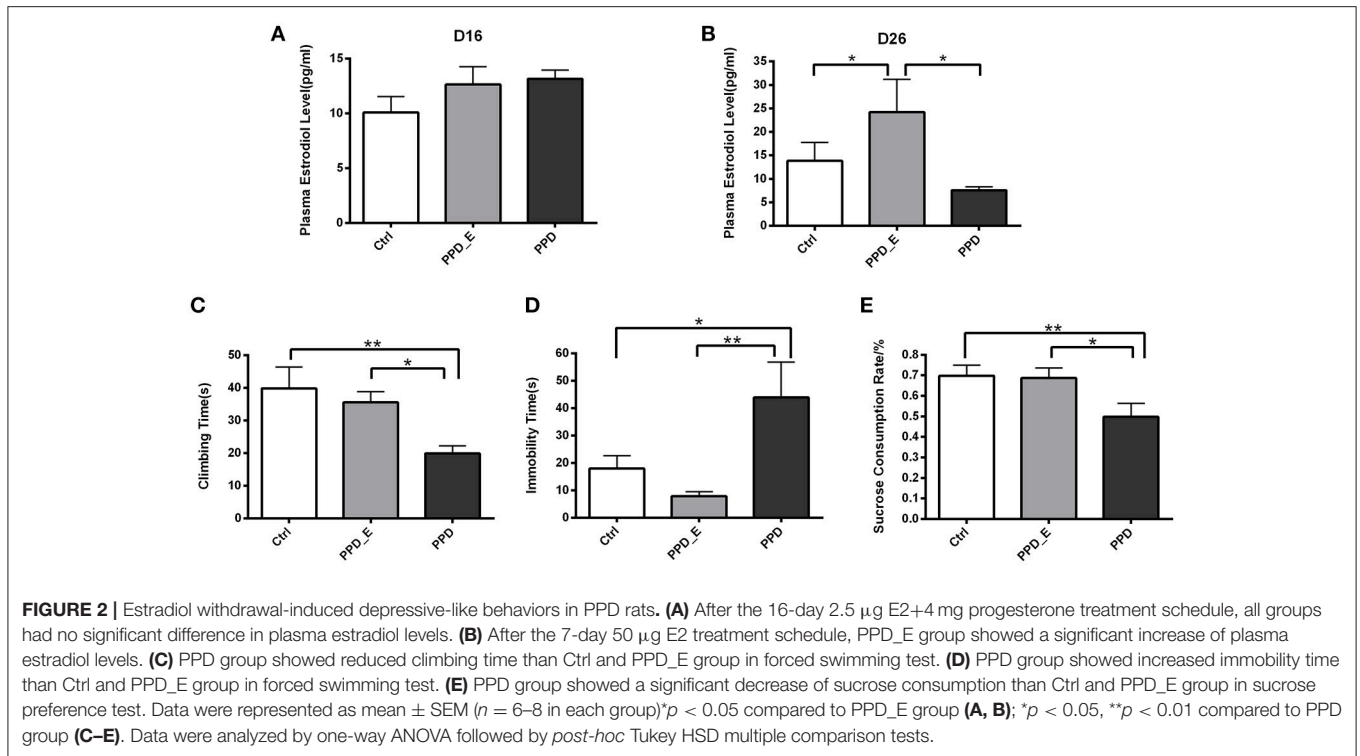 A
D16
Plasma Estrodiol Level(pg/ml)
15
10
5
0
Ctrl
PPD_E
PPD
B
D26
Plasma Estrodiol Level(pg/ml)
35
30
25
20
15
10
5
0
*
*
Ctrl
PPD_E
PPD
C
Climbing Time(s)
50
40
30
20
10
0
**
*
Ctrl
PPD_E
PPD
D
Immobility Time(s)
60
50
40
30
20
10
0
*
**
Ctrl
PPD_E
PPD
E
Sucrose Consumption Rate/%
0.8
0.7
0.6
0.5
0.4
0.3
0.2
0.1
0.0
**
*
Ctrl
PPD_E
PPD
FIGURE 2 | Estradiol withdrawal-induced depressive-like behaviors in PPD rats. (A) After the 16-day 2.5 μg E2+4 mg progesterone treatment schedule, all groups
had no significant difference in plasma estradiol levels. (B) After the 7-day 50 μg E2 treatment schedule, PPD_E group showed a significant increase of plasma
estradiol levels. (C) PPD group showed reduced climbing time than Ctrl and PPD_E group in forced swimming test. (D) PPD group showed increased immobility time
than Ctrl and PPD_E group in forced swimming test. (E) PPD group showed a significant decrease of sucrose consumption than Ctrl and PPD_E group in sucrose
preference test. Data were represented as mean ± SEM (n = 6–8 in each group)*p < 0.05 compared to PPD_E group (A, B); *p < 0.05, **p < 0.01 compared to PPD
group (C–E). Data were analyzed by one-way ANOVA followed by post-hoc Tukey HSD multiple comparison tests.